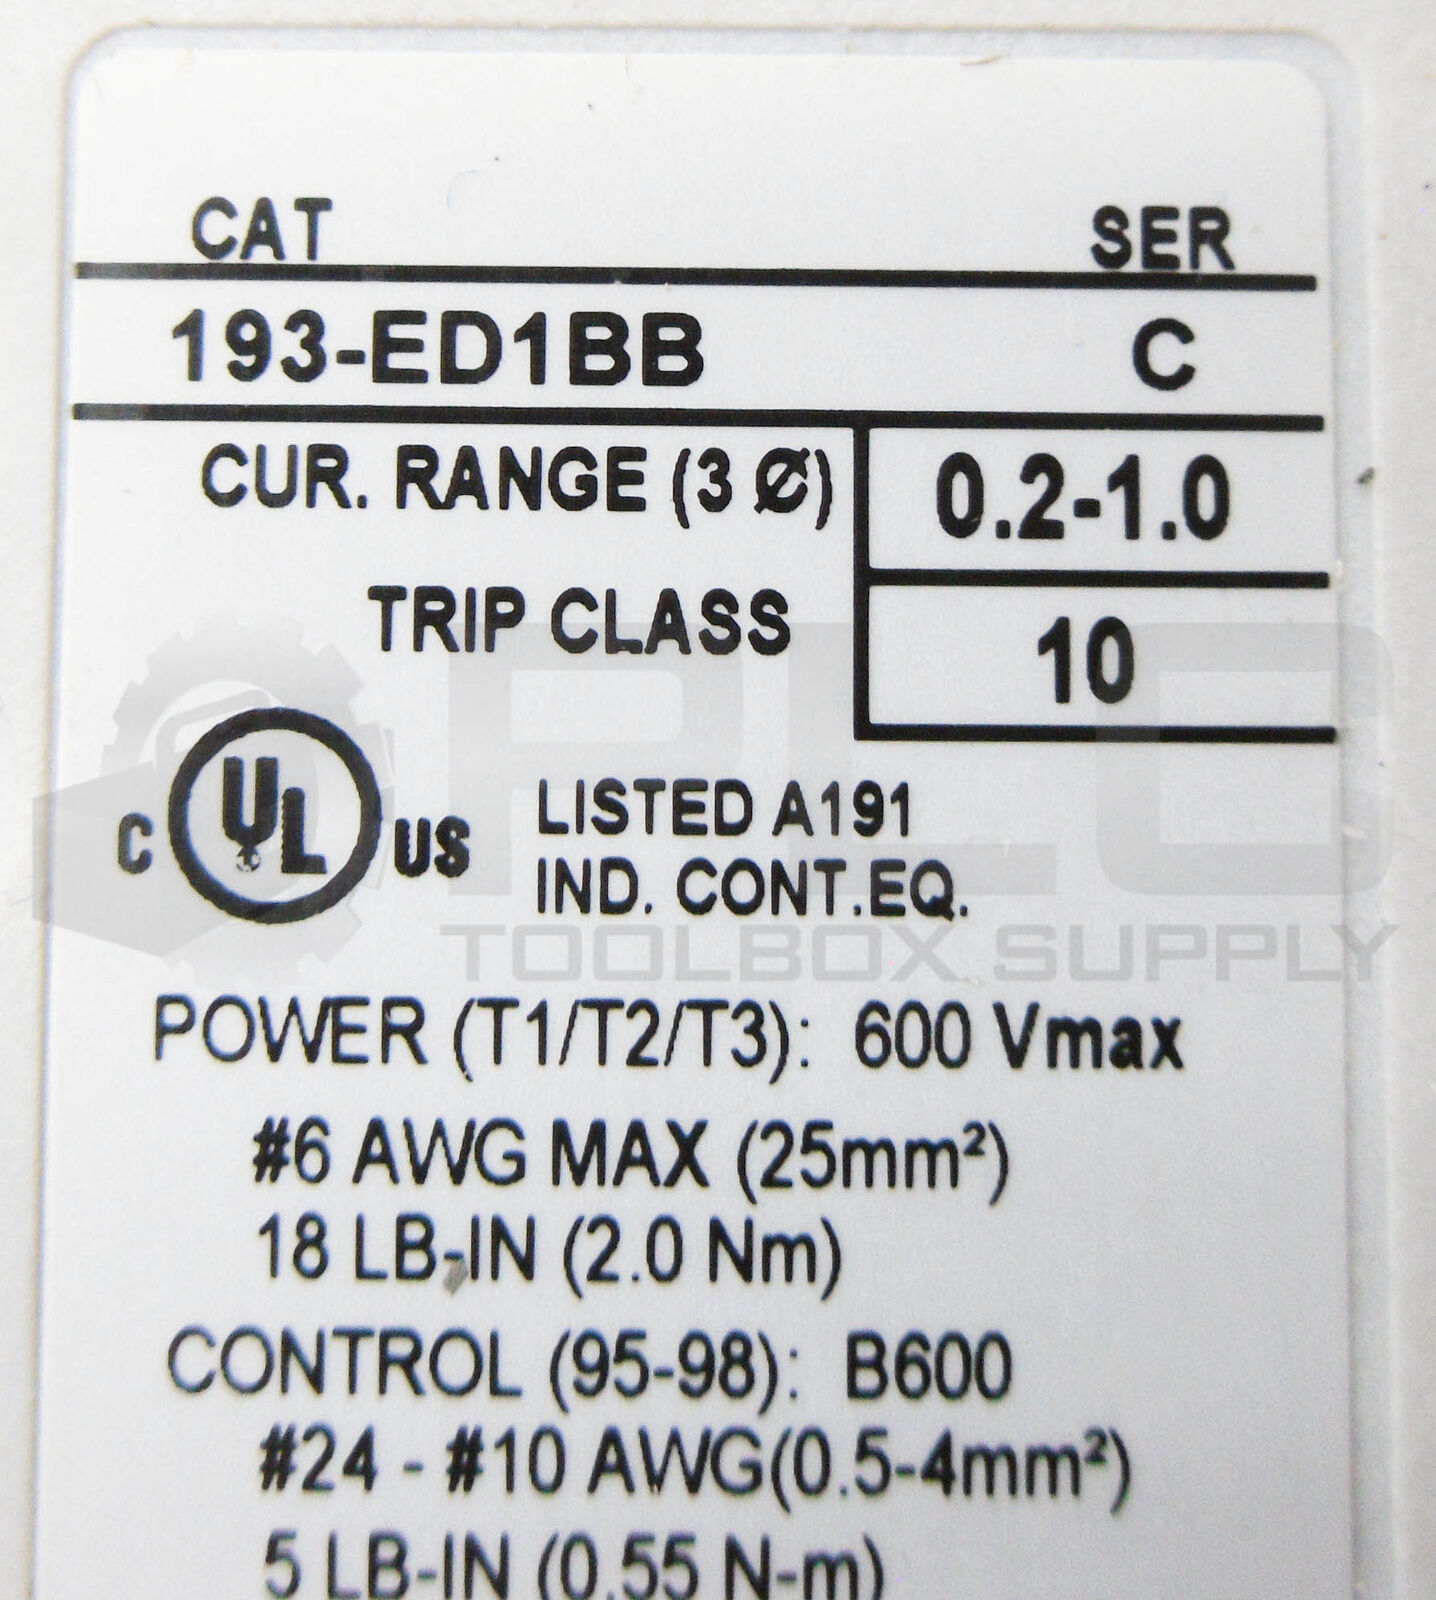 CAT SER
193-ED1BB C
CUR. RANGE (3 Ø) 0.2-1.0
TRIP CLASS 10
C UL US LISTED A191
IND. CONT.EQ.
PLC
TOOLBOX SUPPLY
POWER (T1/T2/T3): 600 Vmax
#6 AWG MAX (25mm²)
18 LB-IN (2.0 Nm)
CONTROL (95-98): B600
#24 - #10 AWG(0.5-4mm²)
5 LB-IN (0.55 N-m)